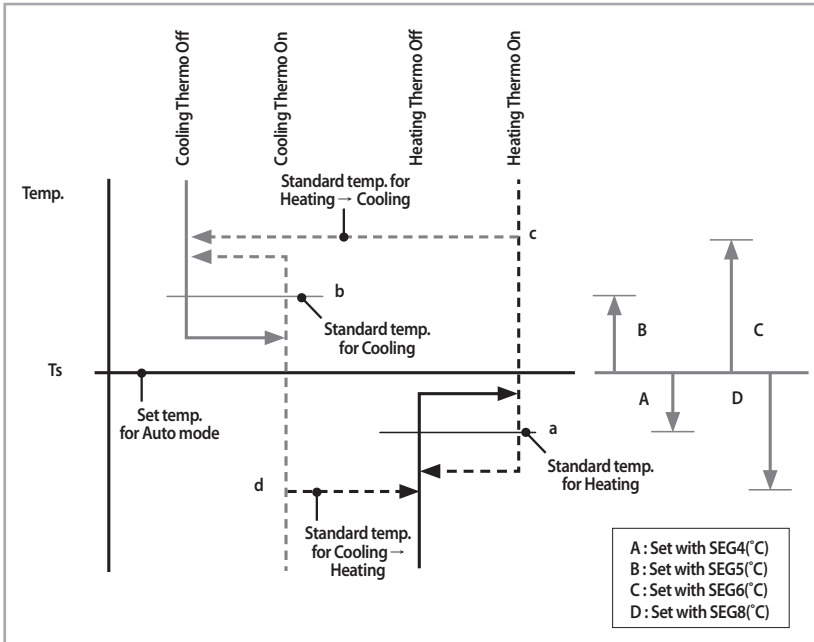 Cooling Thermo Off
Cooling Thermo On
Heating Thermo Off
Heating Thermo On
Temp.
Standard temp. for
Heating → Cooling
c
b
Standard temp.
for Cooling
B
C
Ts
A
D
Set temp.
for Auto mode
a
Standard temp.
for Heating
d
Standard temp.
for Cooling →
Heating
A : Set with SEG4(˚C)
B : Set with SEG5(˚C)
C : Set with SEG6(˚C)
D : Set with SEG8(˚C)